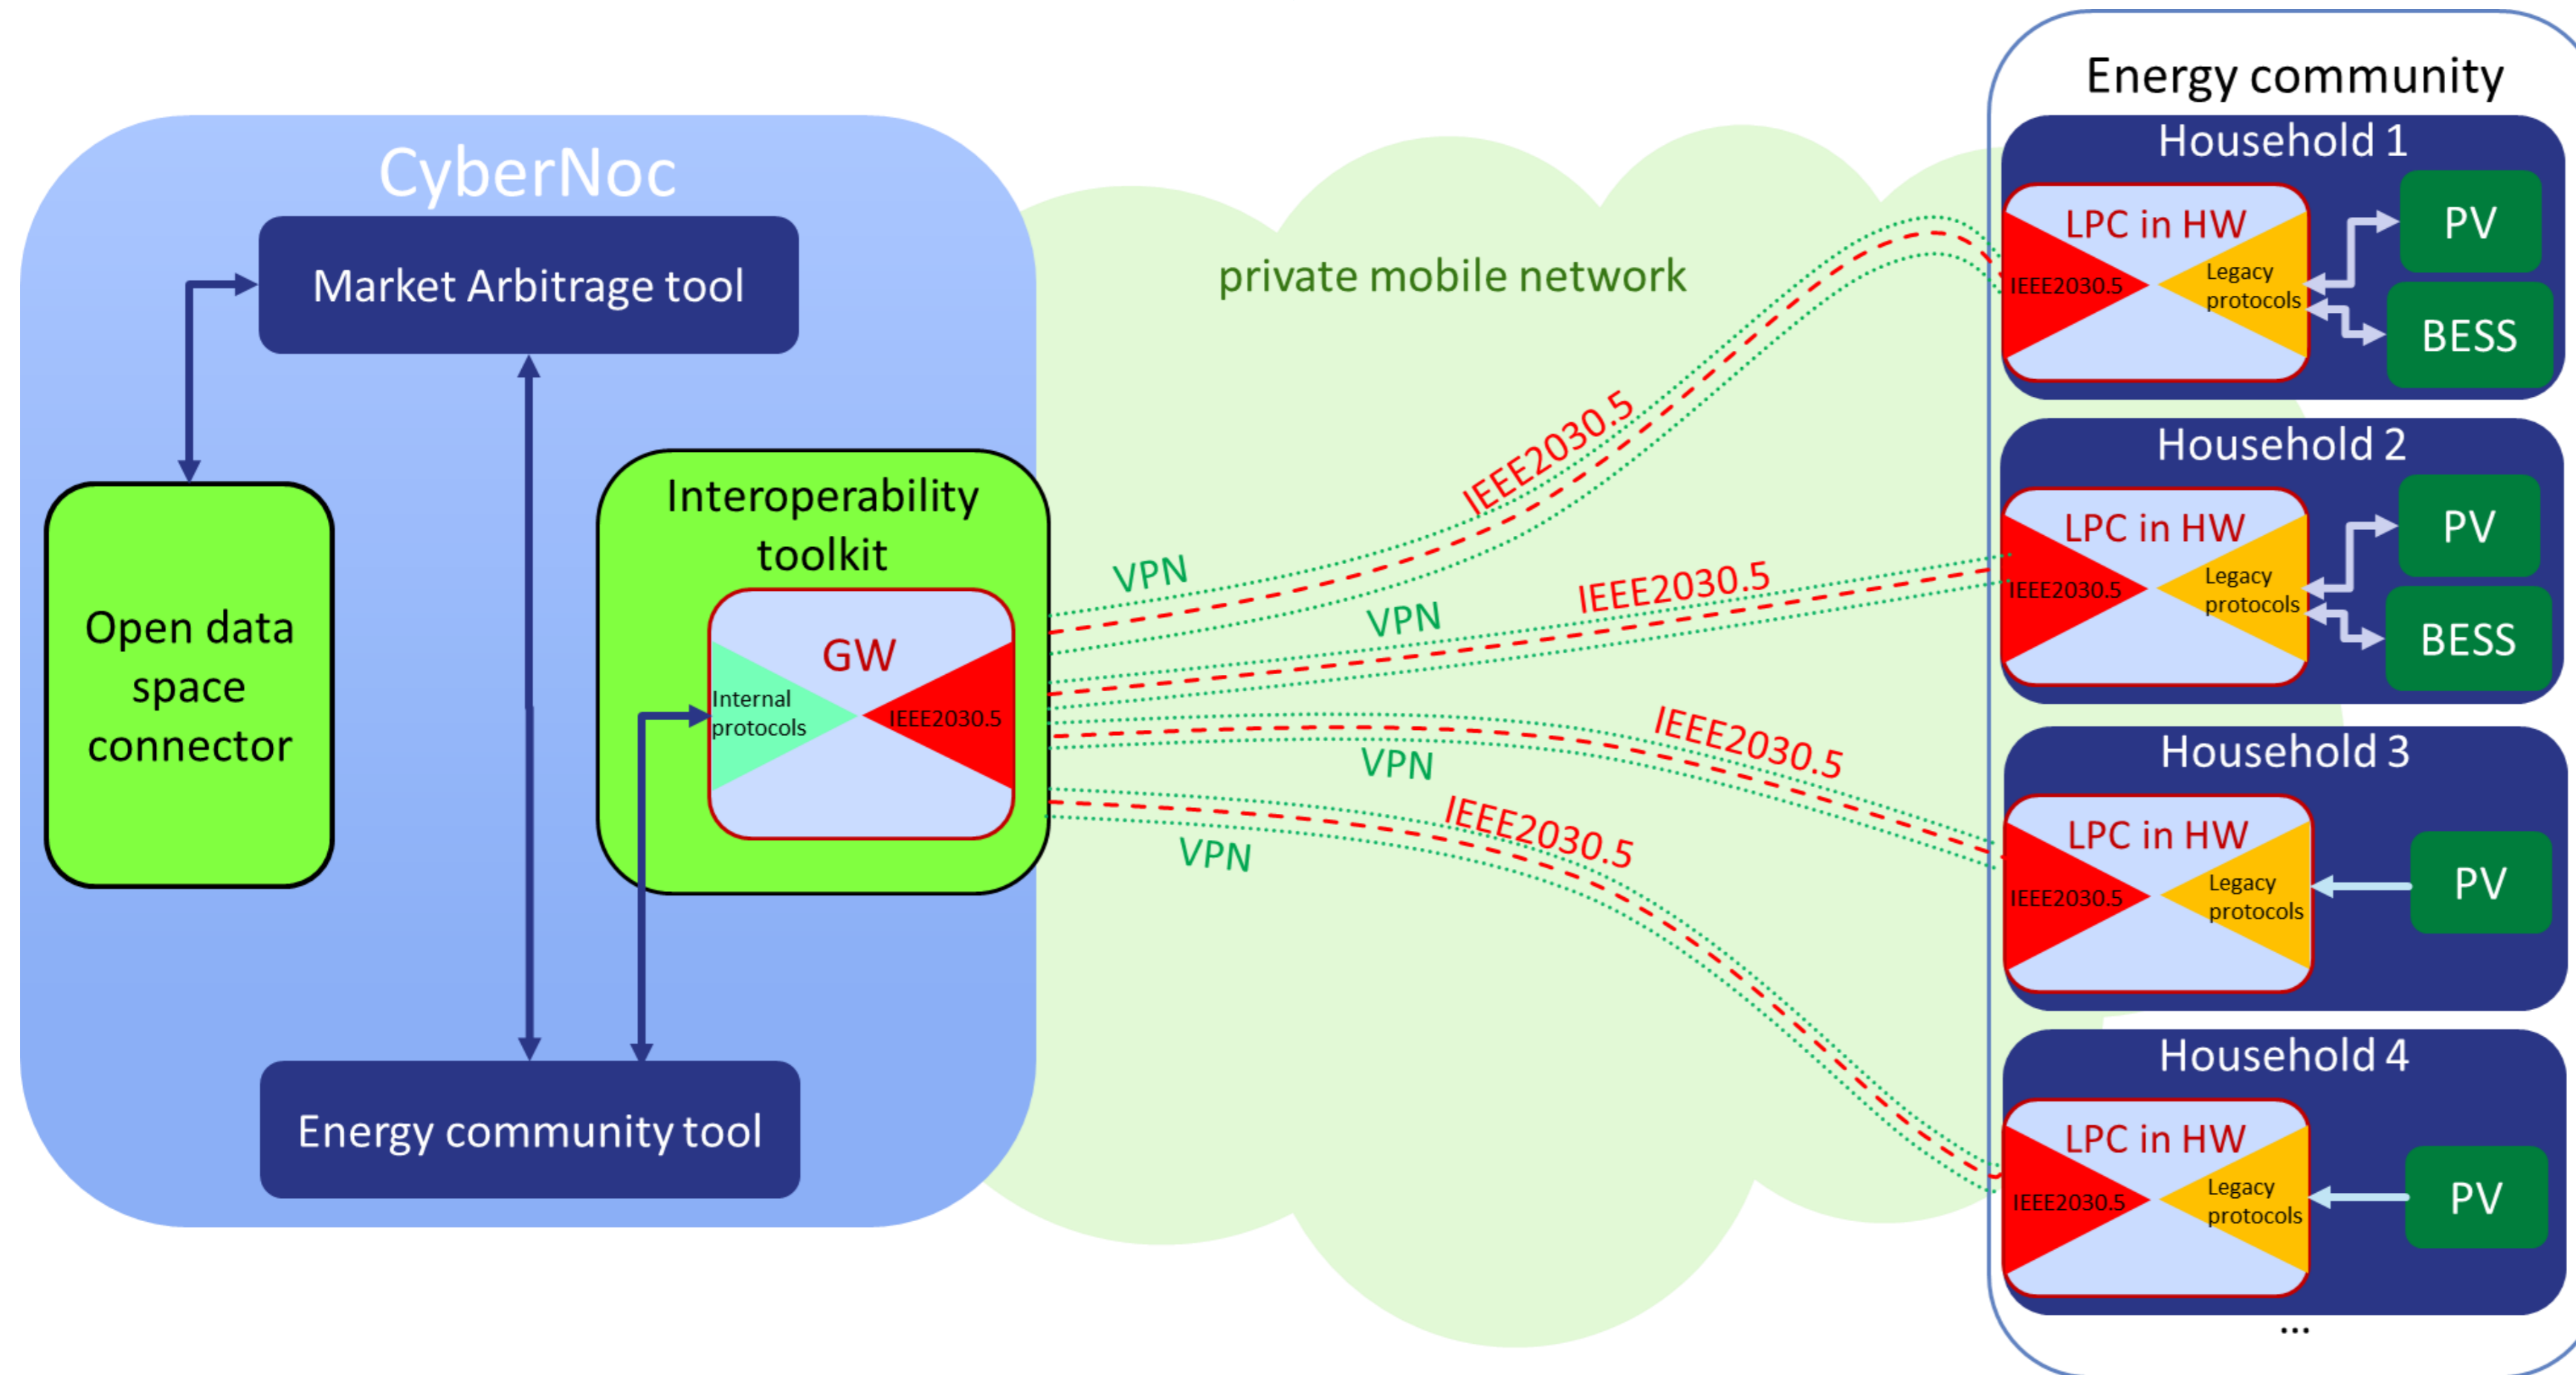 CyberNoc
Market Arbitrage tool
Open data
space
connector
Interoperability
toolkit
GW
Internal
protocols
IEEE2030.5
Energy community tool
private mobile network
VPN
IEEE2030.5
VPN
IEEE2030.5
VPN
IEEE2030.5
VPN
IEEE2030.5
Energy community
Household 1
LPC in HW
IEEE2030.5
Legacy
protocols
PV
BESS
Household 2
LPC in HW
IEEE2030.5
Legacy
protocols
PV
BESS
Household 3
LPC in HW
IEEE2030.5
Legacy
protocols
PV
Household 4
LPC in HW
IEEE2030.5
Legacy
protocols
PV
...